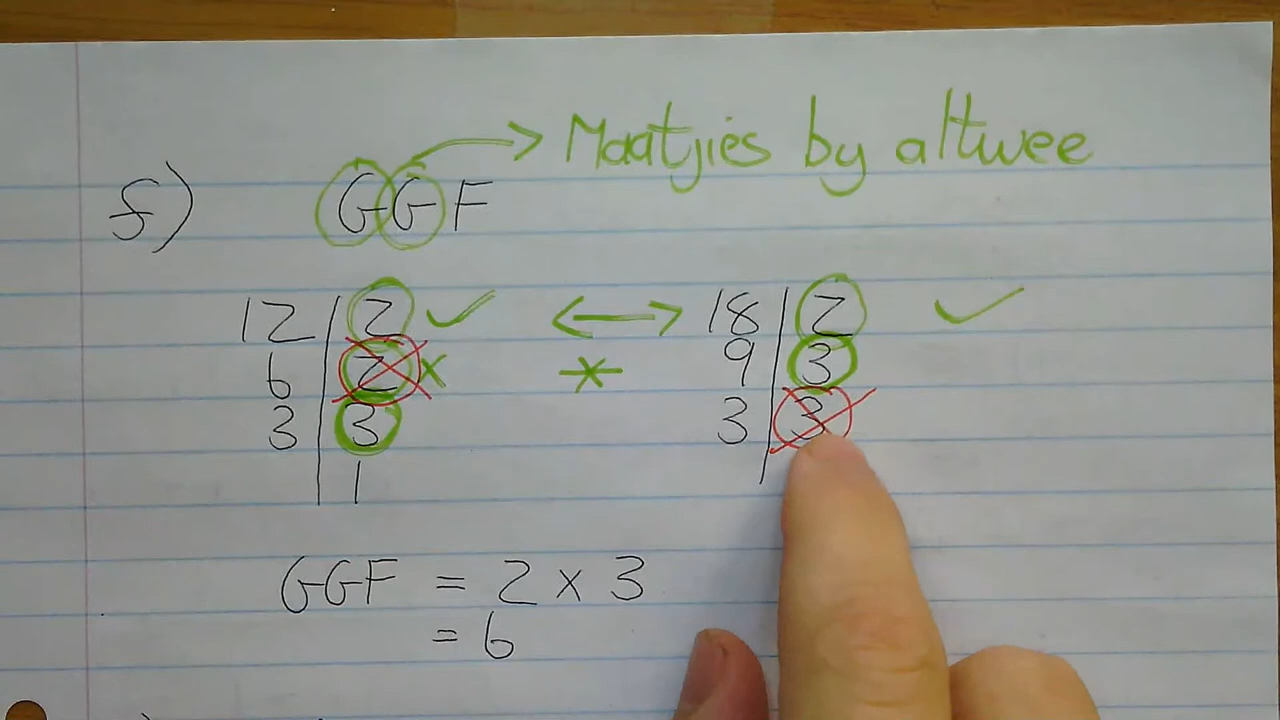 → Maatjies by altwee
f) GGF
12 | 2 ✓ ↔ 18 | 2 ✓
6 | 2 x * 9 | 3
3 | 3 3 | 3
1
GGF = 2 x 3
= 6